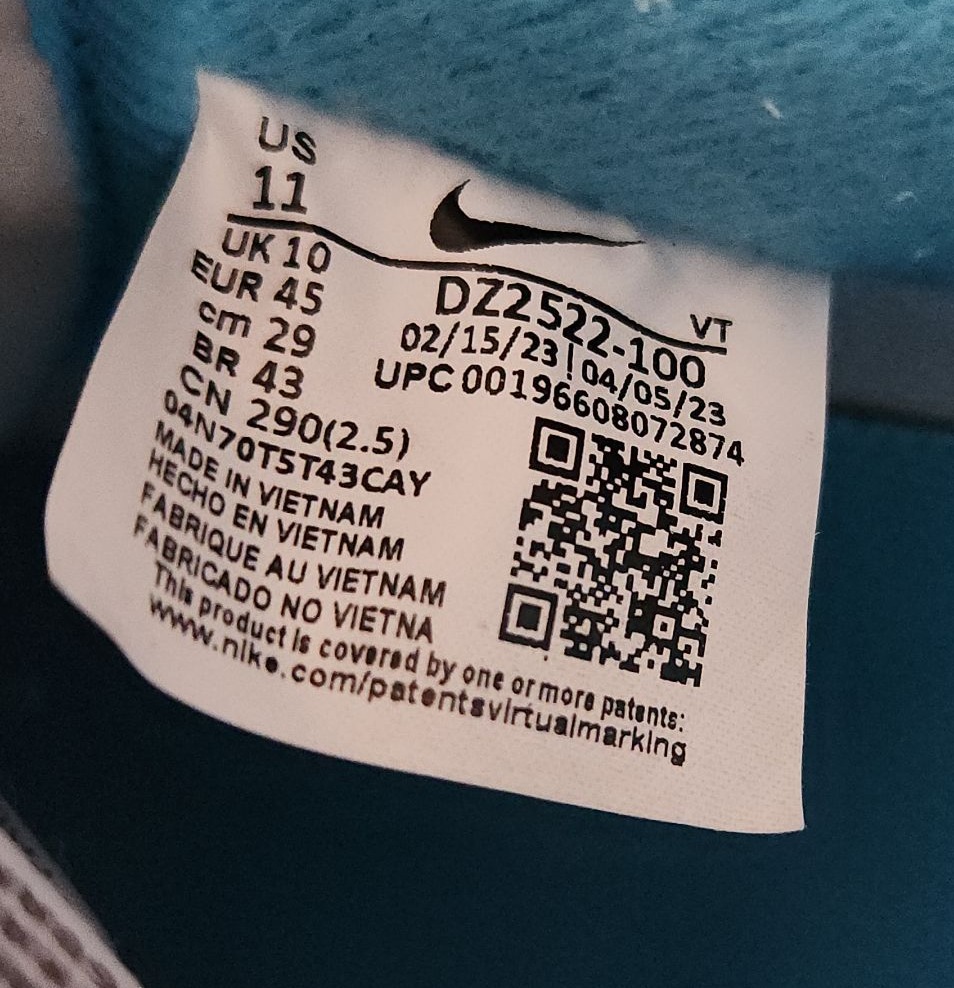 US
11
UK 10
EUR 45
cm 29
BR 43
CN 290(2.5)
04N70T5T43CAY
MADE IN VIETNAM
HECHO EN VIETNAM
FABRIQUE AU VIETNAM
FABRICADO NO VIETNA
VT
DZ2522-100
02/15/23|04/05/23
UPC 00196608072874
This product is covered by one or more patents:
www.nike.com/patentsvirtualmarking